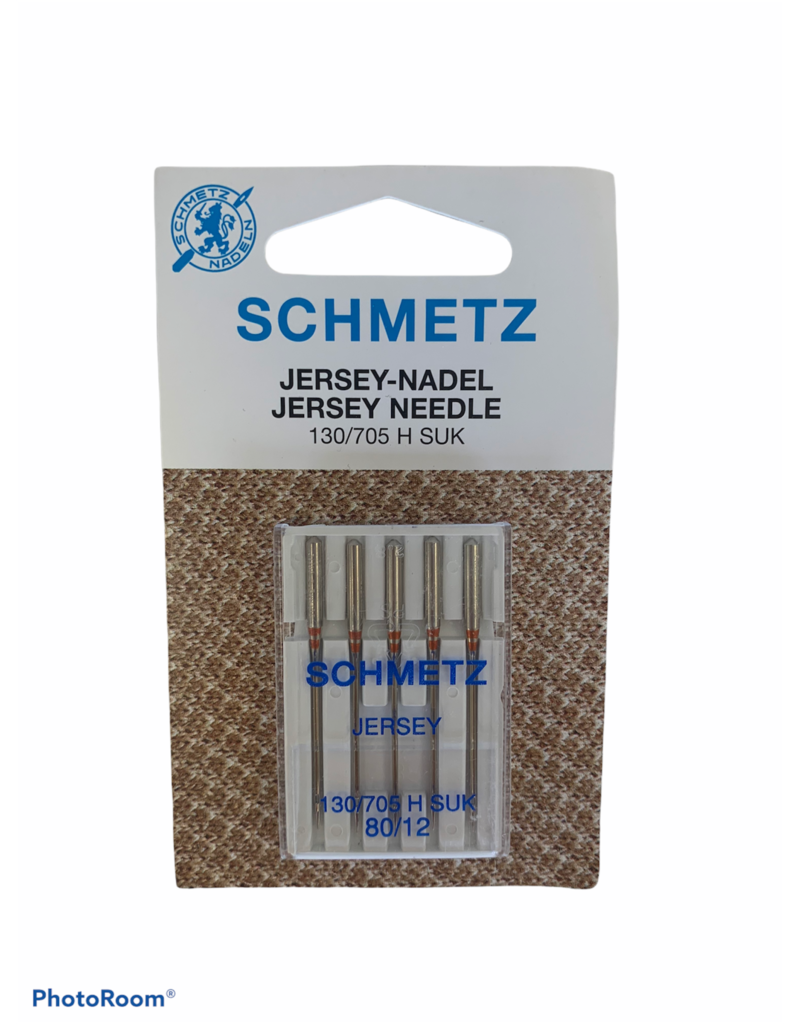 SCHMETZ
NADELN
SCHMETZ
JERSEY-NADEL
JERSEY NEEDLE
130/705 H SUK
SCHMETZ
JERSEY
130/705 H SUK
80/12
PhotoRoom®